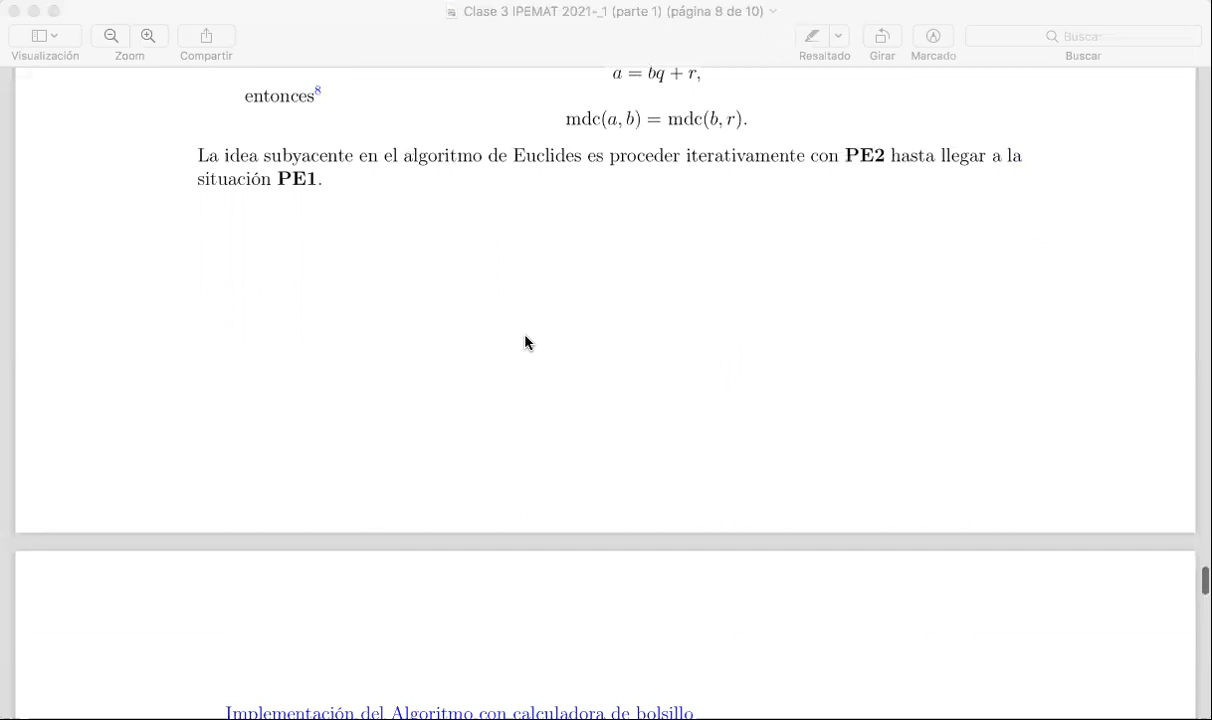 Clase 3 IPEMAT 2021-_1 (parte 1) (página 8 de 10)
Visualización Zoom Compartir Resaltado Girar Marcado Buscar
Busca
a = bq + r,
entonces⁸
mdc(a, b) = mdc(b, r).
La idea subyacente en el algoritmo de Euclides es proceder iterativamente con PE2 hasta llegar a la
situación PE1.
Implementación del Algoritmo con calculadora de bolsillo